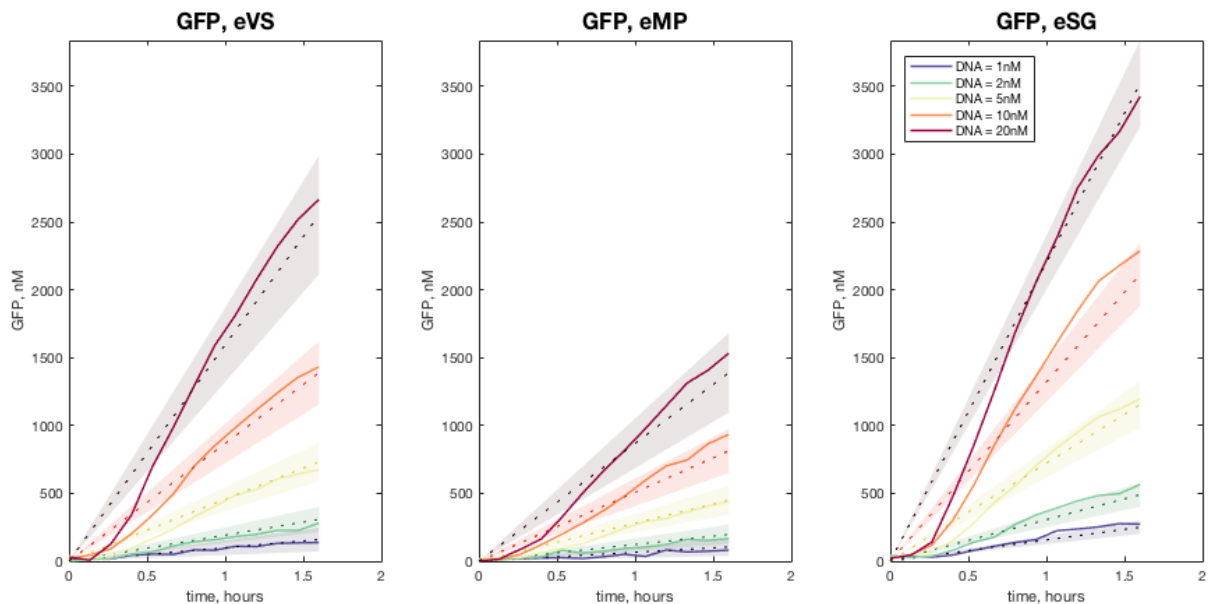 GFP, eVS
GFP, nM
3500
3000
2500
2000
1500
1000
500
0
0 0.5 1 1.5 2
time, hours
GFP, eMP
GFP, nM
3500
3000
2500
2000
1500
1000
500
0
0 0.5 1 1.5 2
time, hours
GFP, eSG
GFP, nM
3500
3000
2500
2000
1500
1000
500
0
0 0.5 1 1.5 2
time, hours
DNA = 1nM
DNA = 2nM
DNA = 5nM
DNA = 10nM
DNA = 20nM